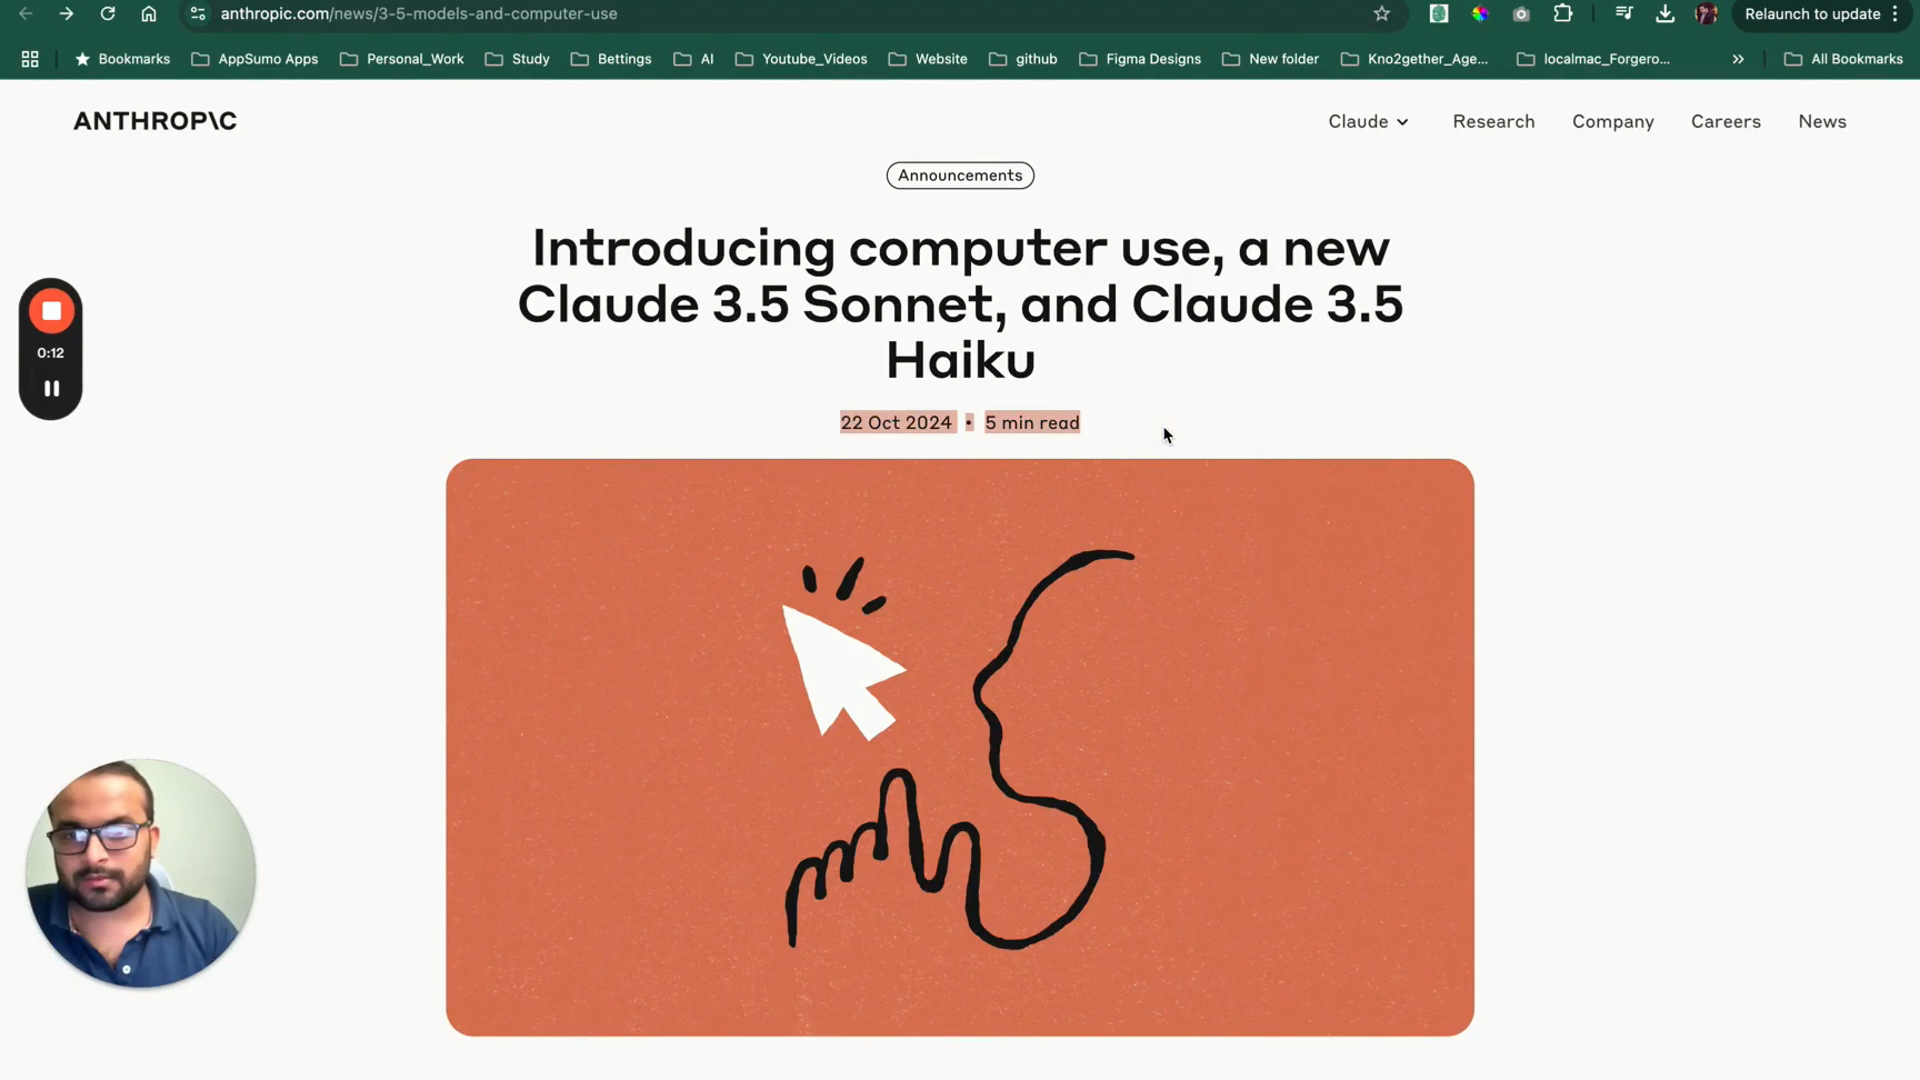 anthropic.com/news/3-5-models-and-computer-use
Relaunch to update
Bookmarks
AppSumo Apps
Personal_Work
Study
Bettings
AI
Youtube_Videos
Website
github
Figma Designs
New folder
Kno2gether_Age...
localmac_Forgero...
»
All Bookmarks
ANTHROP\C
Claude
Research
Company
Careers
News
Announcements
Introducing computer use, a new
Claude 3.5 Sonnet, and Claude 3.5
Haiku
22 Oct 2024 • 5 min read
0:12